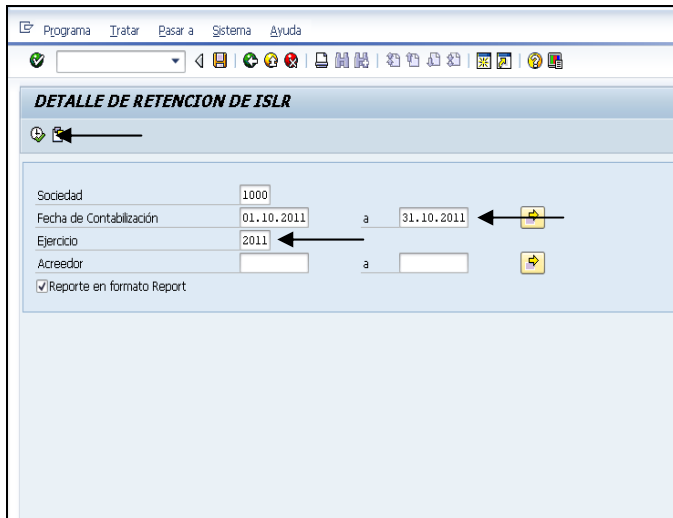 Programa Tratar Pasar a Sistema Ayuda
DETALLE DE RETENCION DE ISLR
Sociedad 1000
Fecha de Contabilización 01.10.2011 a 31.10.2011
Ejercicio 2011
Acreedor a
Reporte en formato Report